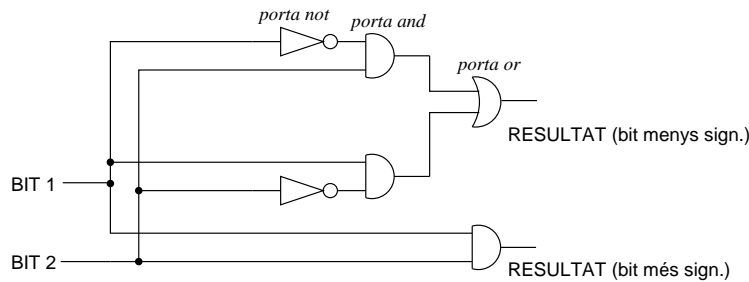 porta not
porta and
porta or
RESULTAT (bit menys sign.)
BIT 1
BIT 2
RESULTAT (bit més sign.)